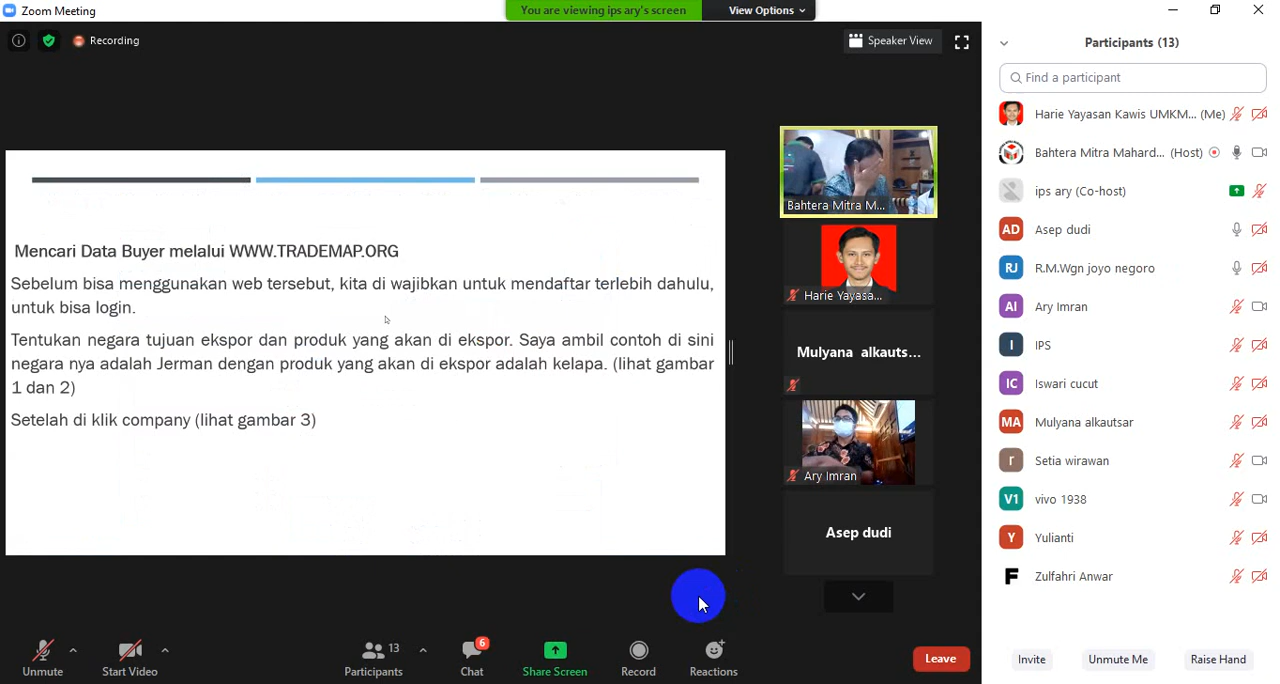 Zoom Meeting
You are viewing ips ary's screen
View Options
Recording
Speaker View
Mencari Data Buyer melalui WWW.TRADEMAP.ORG
Sebelum bisa menggunakan web tersebut, kita di wajibkan untuk mendaftar terlebih dahulu,
untuk bisa login.
Tentukan negara tujuan ekspor dan produk yang akan di ekspor. Saya ambil contoh di sini
negara nya adalah Jerman dengan produk yang akan di ekspor adalah kelapa. (lihat gambar
1 dan 2)
Setelah di klik company (lihat gambar 3)
Bahtera Mitra M...
Harie Yayasa...
Mulyana alkauts...
Ary Imran
Asep dudi
Participants (13)
Find a participant
Harie Yayasan Kawis UMKM... (Me)
Bahtera Mitra Mahard... (Host)
ips ary (Co-host)
AD Asep dudi
RJ R.M.Wgn joyo negoro
AI Ary Imran
I IPS
IC Iswari cucut
MA Mulyana alkautsar
r Setia wirawan
V1 vivo 1938
Y Yulianti
F Zulfahri Anwar
Unmute
Start Video
13
Participants
6
Chat
Share Screen
Record
Reactions
Leave
Invite
Unmute Me
Raise Hand